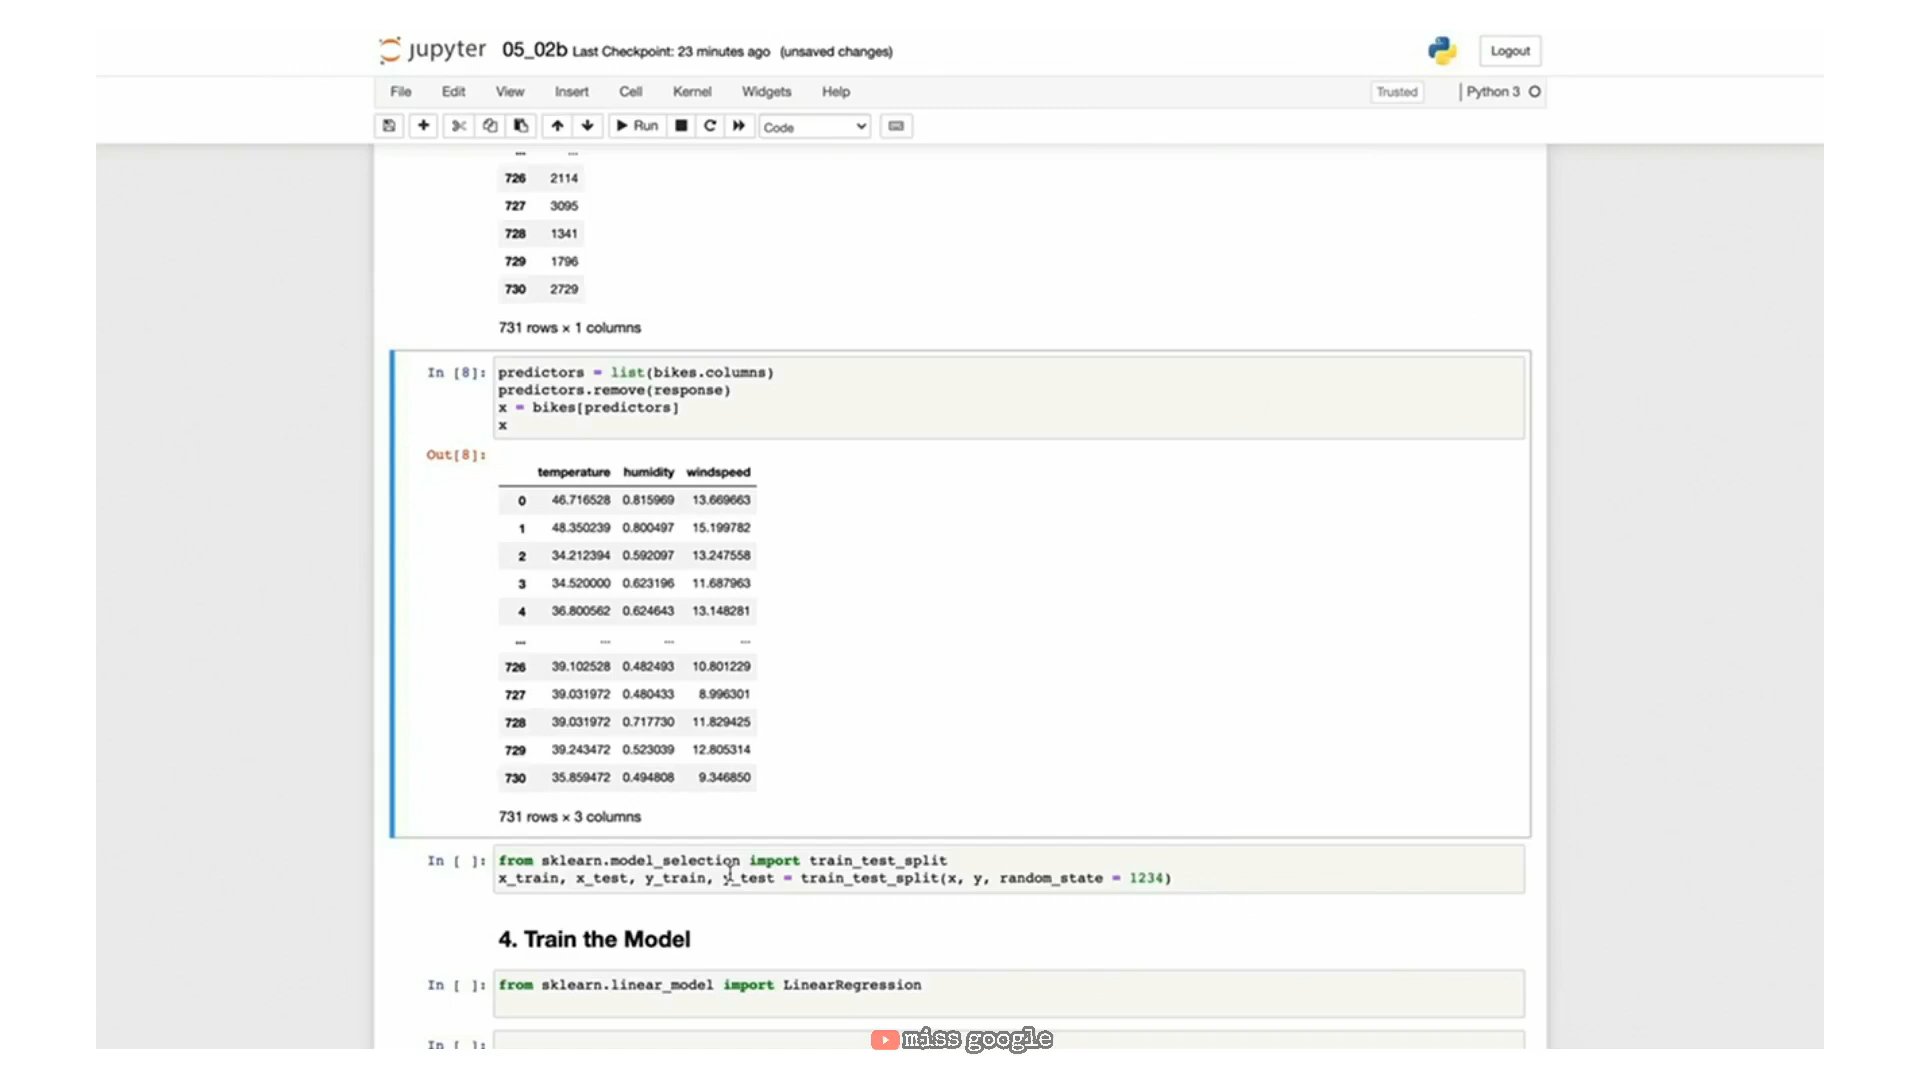 jupyter 05_02b Last Checkpoint: 23 minutes ago (unsaved changes) Logout
File Edit View Insert Cell Kernel Widgets Help Trusted Python 3
Run Code
... ...
726 2114
727 3095
728 1341
729 1796
730 2729
731 rows × 1 columns
In [8]: predictors = list(bikes.columns)
predictors.remove(response)
x = bikes[predictors]
x
Out[8]:
temperature humidity windspeed
0 46.716528 0.815969 13.669663
1 48.350239 0.800497 15.199782
2 34.212394 0.592097 13.247558
3 34.520000 0.623196 11.687963
4 36.800562 0.624643 13.148281
... ... ... ...
726 39.102528 0.482493 10.801229
727 39.031972 0.480433 8.996301
728 39.031972 0.717730 11.829425
729 39.243472 0.523039 12.805314
730 35.859472 0.494808 9.346850
731 rows × 3 columns
In [ ]: from sklearn.model_selection import train_test_split
x_train, x_test, y_train, y_test = train_test_split(x, y, random_state = 1234)
4. Train the Model
In [ ]: from sklearn.linear_model import LinearRegression
In [ ]:
miss google